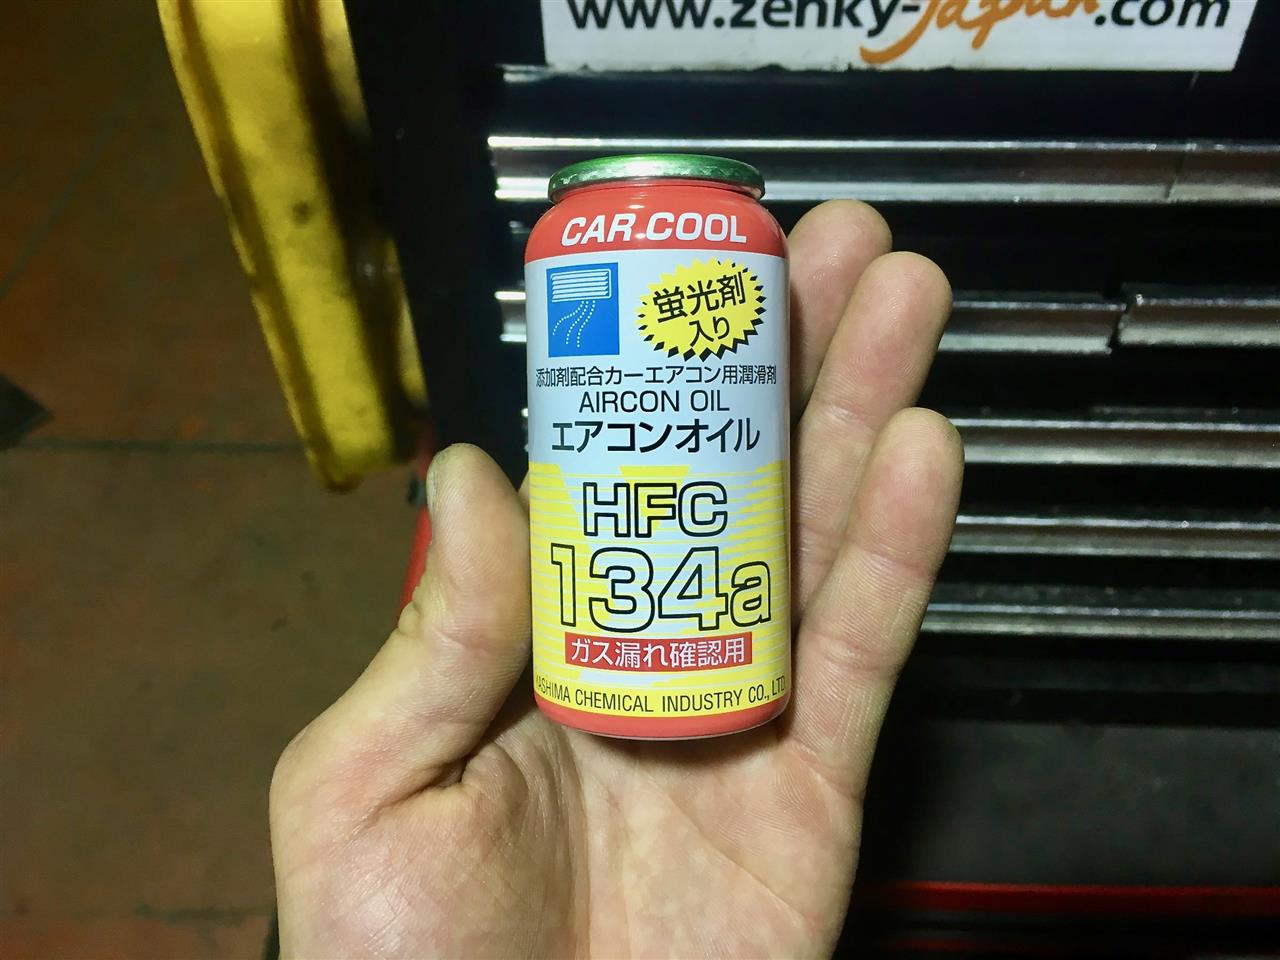 www.zenky-Japan.com
CAR COOL
蛍光剤
入り
添加剤配合カーエアコン用潤滑剤
AIRCON OIL
エアコンオイル
HFC
134a
ガス漏れ確認用
KASHIMA CHEMICAL INDUSTRY CO., LTD